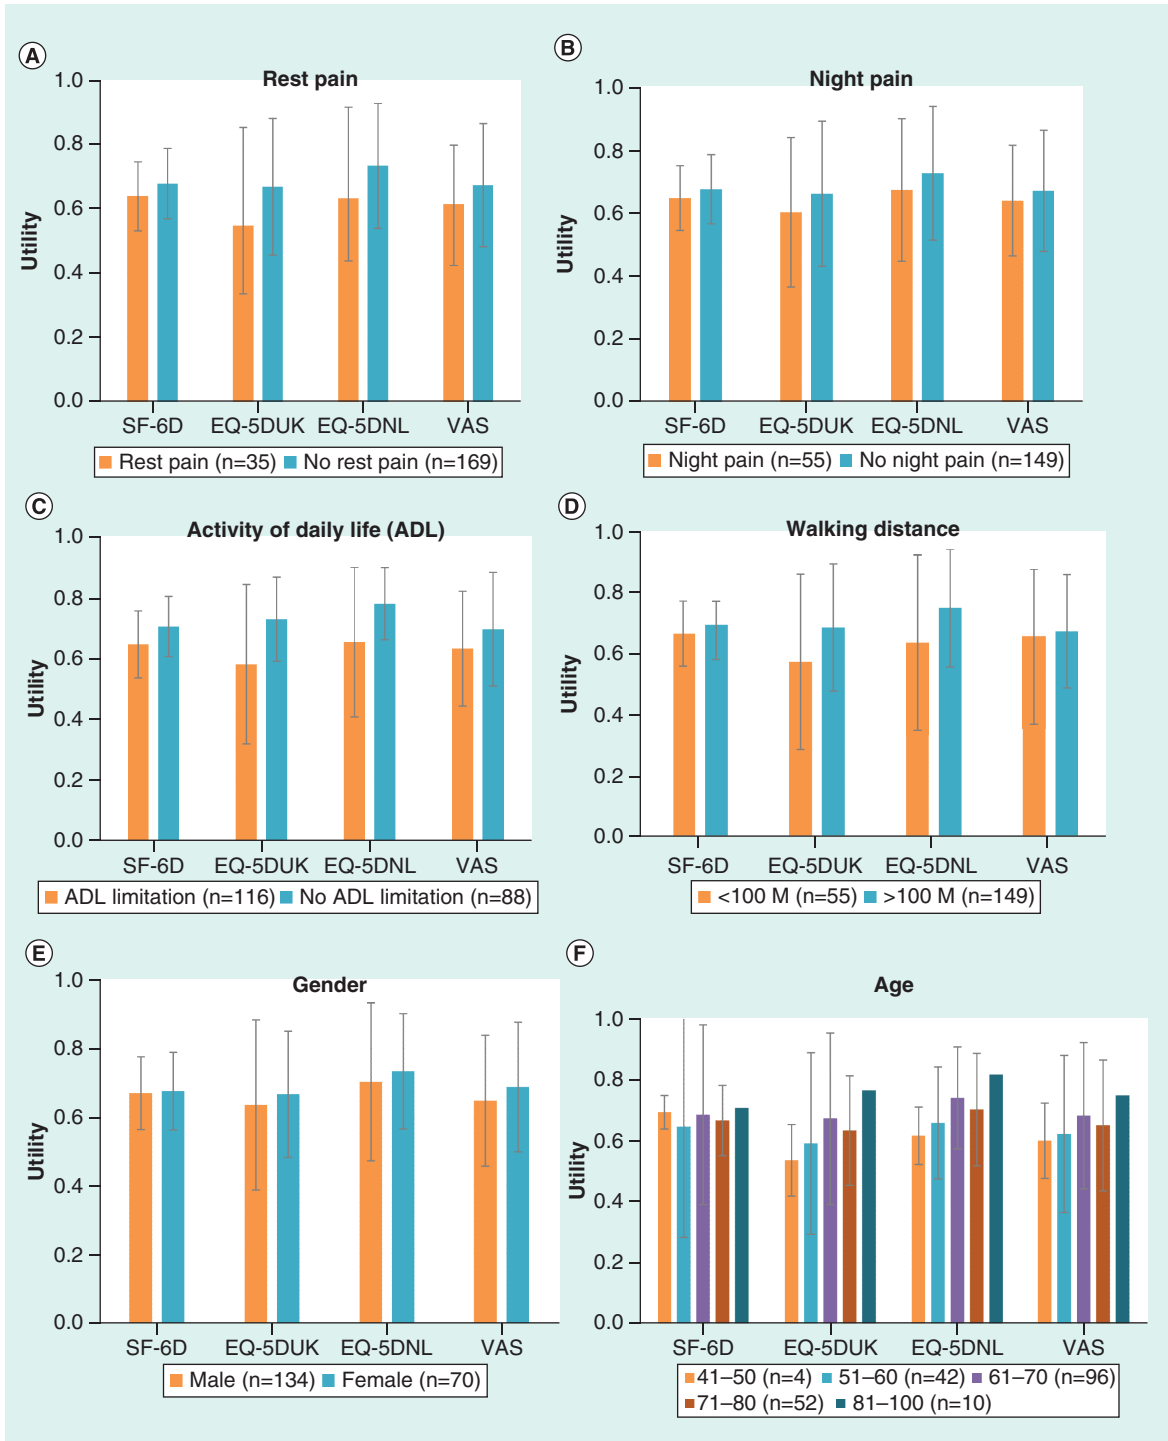 A
Rest pain
1.0
0.8
0.6
0.4
0.2
0.0
Utility
SF-6D EQ-5DUK EQ-5DNL VAS
Rest pain (n=35) No rest pain (n=169)
B
Night pain
1.0
0.8
0.6
0.4
0.2
0.0
Utility
SF-6D EQ-5DUK EQ-5DNL VAS
Night pain (n=55) No night pain (n=149)
C
Activity of daily life (ADL)
1.0
0.8
0.6
0.4
0.2
0.0
Utility
SF-6D EQ-5DUK EQ-5DNL VAS
ADL limitation (n=116) No ADL limitation (n=88)
D
Walking distance
1.0
0.8
0.6
0.4
0.2
0.0
Utility
SF-6D EQ-5DUK EQ-5DNL VAS
<100 M (n=55) >100 M (n=149)
E
Gender
1.0
0.8
0.6
0.4
0.2
0.0
Utility
SF-6D EQ-5DUK EQ-5DNL VAS
Male (n=134) Female (n=70)
F
Age
1.0
0.8
0.6
0.4
0.2
0.0
Utility
SF-6D EQ-5DUK EQ-5DNL VAS
41–50 (n=4) 51–60 (n=42) 61–70 (n=96)
71–80 (n=52) 81–100 (n=10)